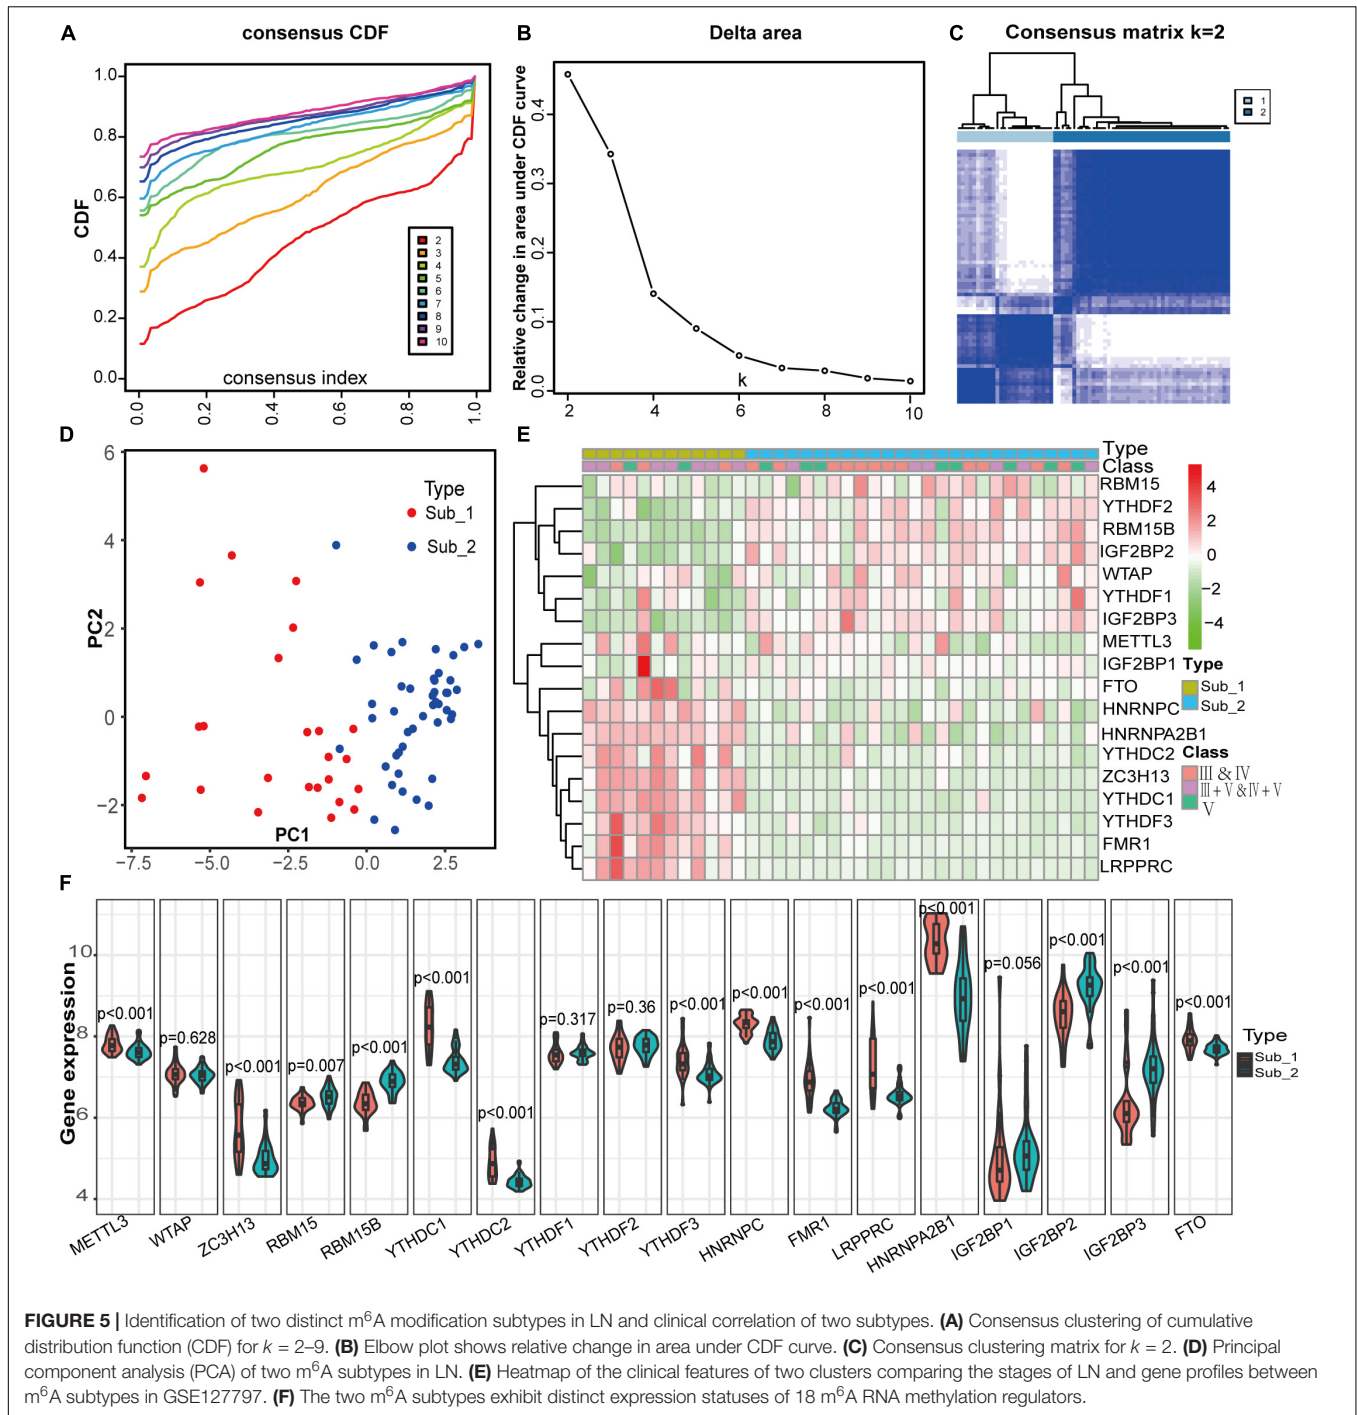 A
consensus CDF
CDF
1.0
0.8
0.6
0.4
0.2
0.0
2
3
4
5
6
7
8
9
10
consensus index
0.0
0.2
0.4
0.6
0.8
1.0
B
Delta area
Relative change in area under CDF curve
0.4
0.3
0.2
0.1
0.0
k
2
4
6
8
10
C
Consensus matrix k=2
1
2
D
6
4
2
0
−2
PC2
Type
Sub_1
Sub_2
PC1
−7.5
−5.0
−2.5
0.0
2.5
E
Type
Class
RBM15
YTHDF2
RBM15B
IGF2BP2
WTAP
YTHDF1
IGF2BP3
METTL3
IGF2BP1
FTO
HNRNPC
HNRNPA2B1
YTHDC2
ZC3H13
YTHDC1
YTHDF3
FMR1
LRPPRC
4
2
0
−2
−4
Type
Sub_1
Sub_2
Class
III & IV
III + V & IV + V
V
F
Gene expression
10
8
6
4
p<0.001
p=0.628
p<0.001
p=0.007
p<0.001
p<0.001
p<0.001
p=0.317
p=0.36
p<0.001
p<0.001
p<0.001
p<0.001
p<0.001
p=0.056
p<0.001
p<0.001
p<0.001
METTL3
WTAP
ZC3H13
RBM15
RBM15B
YTHDC1
YTHDC2
YTHDF1
YTHDF2
YTHDF3
HNRNPC
FMR1
LRPPRC
HNRNPA2B1
IGF2BP1
IGF2BP2
IGF2BP3
FTO
Type
Sub_1
Sub_2
FIGURE 5 | Identification of two distinct m⁶A modification subtypes in LN and clinical correlation of two subtypes. (A) Consensus clustering of cumulative
distribution function (CDF) for k = 2–9. (B) Elbow plot shows relative change in area under CDF curve. (C) Consensus clustering matrix for k = 2. (D) Principal
component analysis (PCA) of two m⁶A subtypes in LN. (E) Heatmap of the clinical features of two clusters comparing the stages of LN and gene profiles between
m⁶A subtypes in GSE127797. (F) The two m⁶A subtypes exhibit distinct expression statuses of 18 m⁶A RNA methylation regulators.